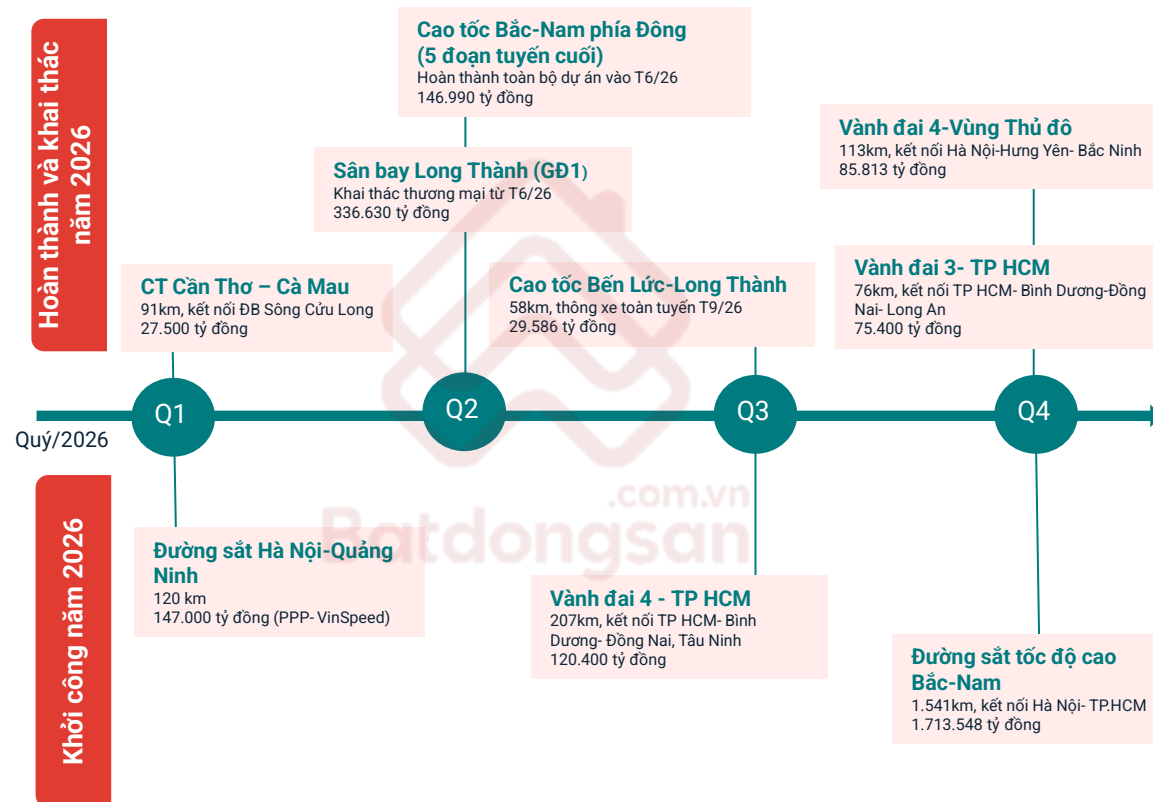 Hoàn thành và khai thác
năm 2026
Cao tốc Bắc-Nam phía Đông
(5 đoạn tuyến cuối)
Hoàn thành toàn bộ dự án vào T6/26
146.990 tỷ đồng
Sân bay Long Thành (GĐ1)
Khai thác thương mại từ T6/26
336.630 tỷ đồng
Vành đai 4-Vùng Thủ đô
113km, kết nối Hà Nội-Hưng Yên- Bắc Ninh
85.813 tỷ đồng
CT Cần Thơ – Cà Mau
91km, kết nối ĐB Sông Cửu Long
27.500 tỷ đồng
Cao tốc Bến Lức-Long Thành
58km, thông xe toàn tuyến T9/26
29.586 tỷ đồng
Vành đai 3- TP HCM
76km, kết nối TP HCM- Bình Dương-Đồng
Nai- Long An
75.400 tỷ đồng
Q1
Q2
Q3
Q4
Quý/2026
Khởi công năm 2026
.com.vn
Batdongsan
Đường sắt Hà Nội-Quảng
Ninh
120 km
147.000 tỷ đồng (PPP- VinSpeed)
Vành đai 4 - TP HCM
207km, kết nối TP HCM- Bình
Dương- Đồng Nai, Tâu Ninh
120.400 tỷ đồng
Đường sắt tốc độ cao
Bắc-Nam
1.541km, kết nối Hà Nội- TP.HCM
1.713.548 tỷ đồng